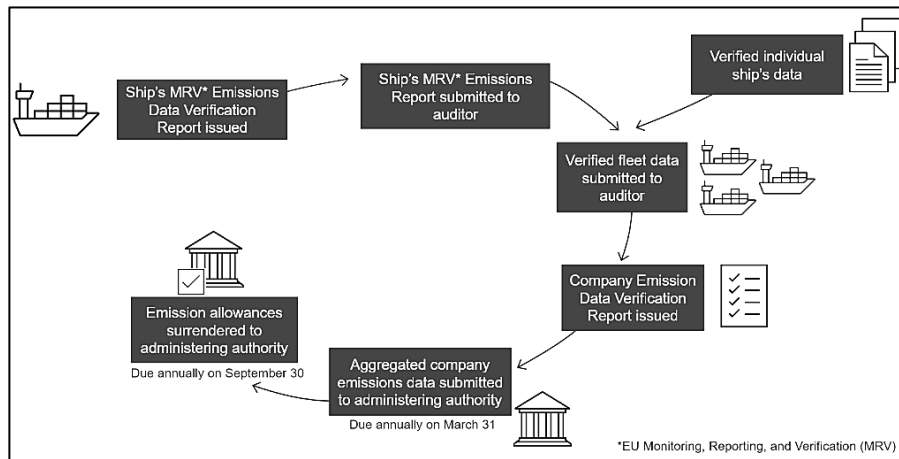 Ship's MRV* Emissions
Data Verification
Report issued
Ship's MRV* Emissions
Report submitted to
auditor
Verified individual
ship's data
Verified fleet data
submitted to
auditor
Company Emission
Data Verification
Report issued
Aggregated company
emissions data submitted
to administering authority
Due annually on March 31
Emission allowances
surrendered to
administering authority
Due annually on September 30
*EU Monitoring, Reporting, and Verification (MRV)